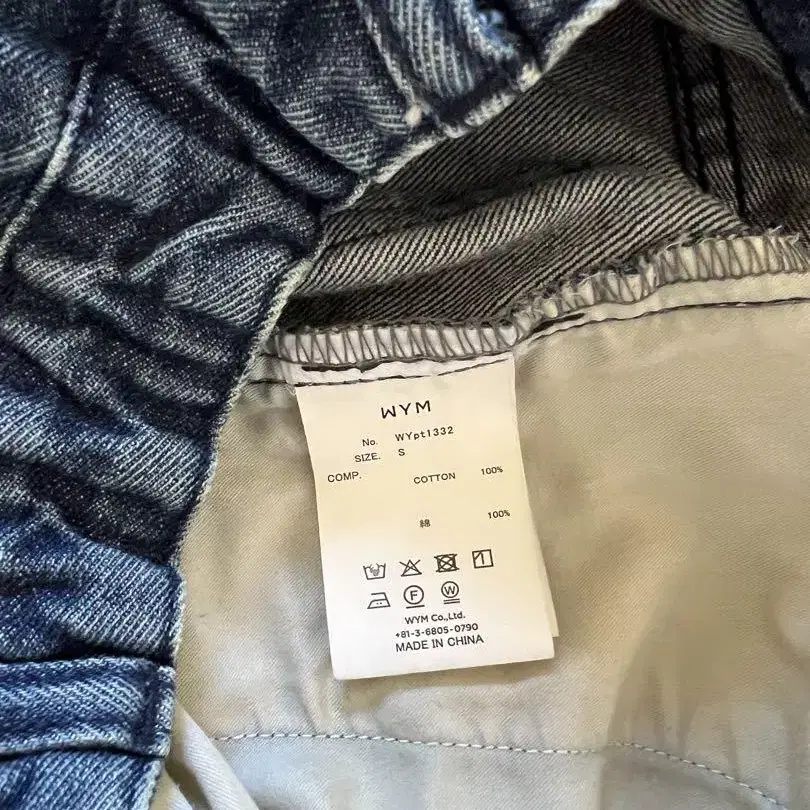 WYM
No. WYpt1332
SIZE. S
COMP. COTTON 100%
綿 100%
F W
WYM Co.,Ltd.
+81-3-6805-0790
MADE IN CHINA